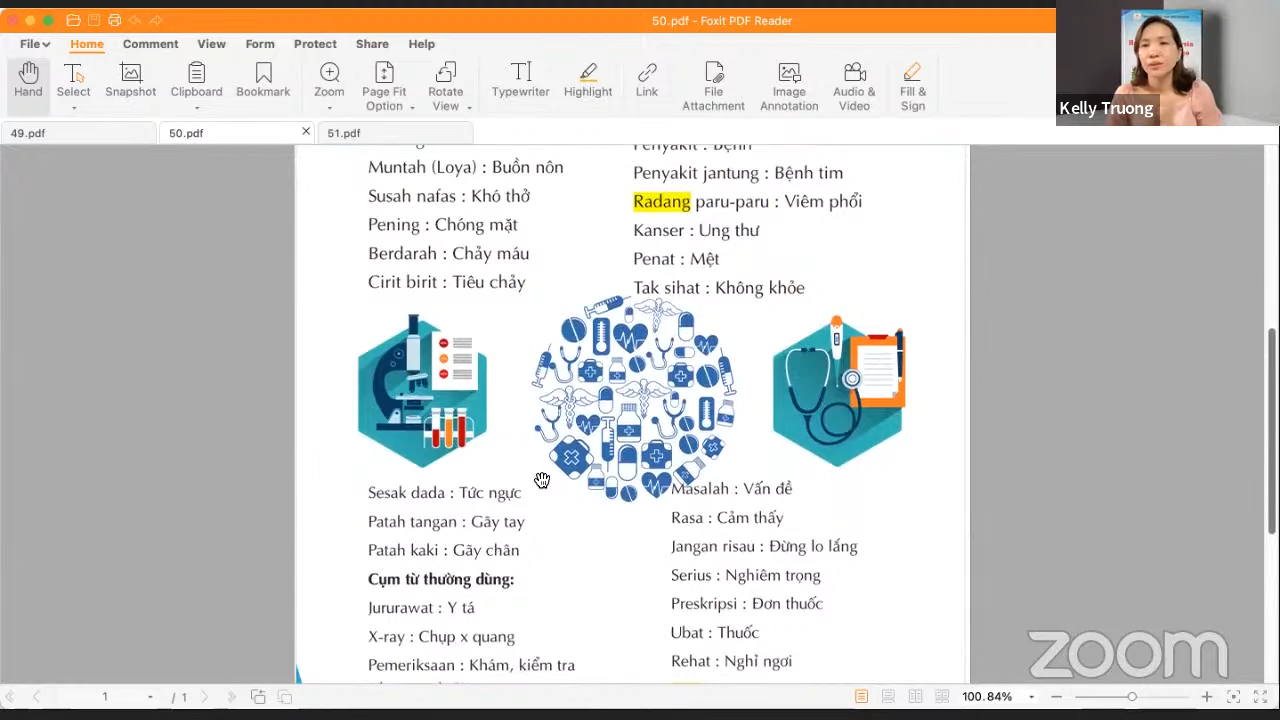 50.pdf - Foxit PDF Reader
File Home Comment View Form Protect Share Help
Hand
Select
Snapshot
Clipboard
Bookmark
Zoom
Page Fit
Option
Rotate
View
Typewriter
Highlight
Link
File
Attachment
Image
Annotation
Audio &
Video
Fill &
Sign
Kelly Truong
49.pdf
50.pdf
51.pdf
Muntah (Loya) : Buồn nôn
Susah nafas : Khó thở
Pening : Chóng mặt
Berdarah : Chảy máu
Cirit birit : Tiêu chảy
Penyakit : Bệnh
Penyakit jantung : Bệnh tim
Radang paru-paru : Viêm phổi
Kanser : Ung thư
Penat : Mệt
Tak sihat : Không khỏe
Sesak dada : Tức ngực
Patah tangan : Gãy tay
Patah kaki : Gãy chân
Cụm từ thường dùng:
Jururawat : Y tá
X-ray : Chụp x quang
Pemeriksaan : Khám, kiểm tra
Masalah : Vấn đề
Rasa : Cảm thấy
Jangan risau : Đừng lo lắng
Serius : Nghiêm trọng
Preskripsi : Đơn thuốc
Ubat : Thuốc
Rehat : Nghỉ ngơi
zoom
1 / 1
100.84%